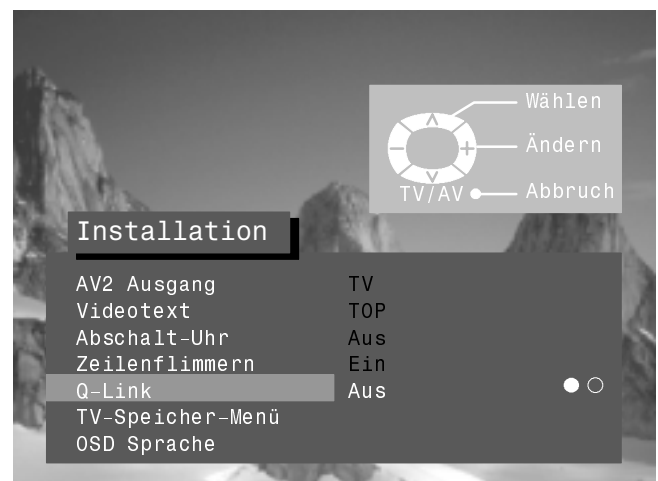 Wählen
Ändern
TV/AV Abbruch
Installation
AV2 Ausgang TV
Videotext TOP
Abschalt-Uhr Aus
Zeilenflimmern Ein
Q-Link Aus
TV-Speicher-Menü
OSD Sprache